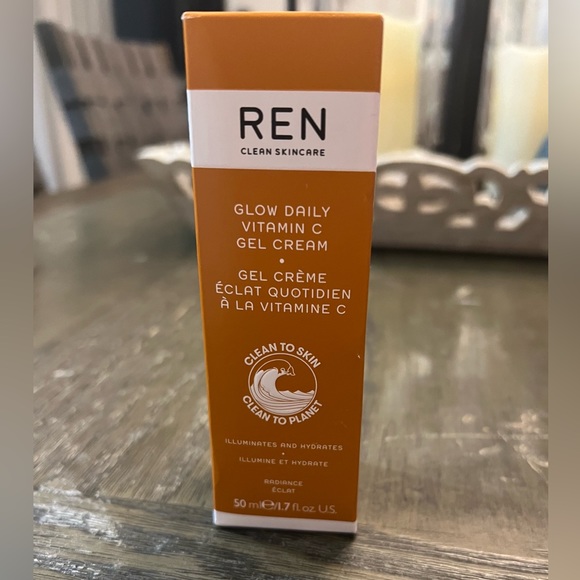 REN
CLEAN SKINCARE
GLOW DAILY
VITAMIN C
GEL CREAM
•
GEL CRÈME
ÉCLAT QUOTIDIEN
À LA VITAMINE C
CLEAN TO SKIN
CLEAN TO PLANET
ILLUMINATES AND HYDRATES
•
ILLUMINE ET HYDRATE
RADIANCE
ÉCLAT
50 ml ℮ 1.7 fl.oz. U.S.